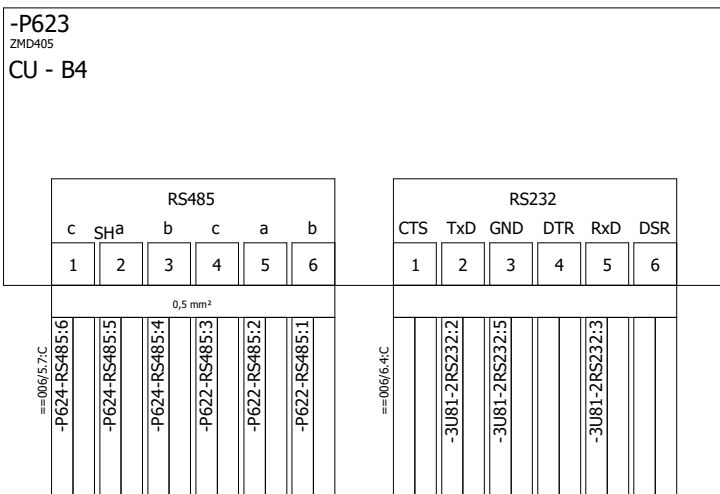 -P623
ZMD405
CU - B4
RS485
c SH a b c a b
1 2 3 4 5 6
0,5 mm²
==006/5.7:C
-P624-RS485:6
-P624-RS485:5
-P624-RS485:4
-P622-RS485:3
-P622-RS485:2
-P622-RS485:1
RS232
CTS TxD GND DTR RxD DSR
1 2 3 4 5 6
==006/6.4:C
-3U81-2RS232:2
-3U81-2RS232:5
-3U81-2RS232:3